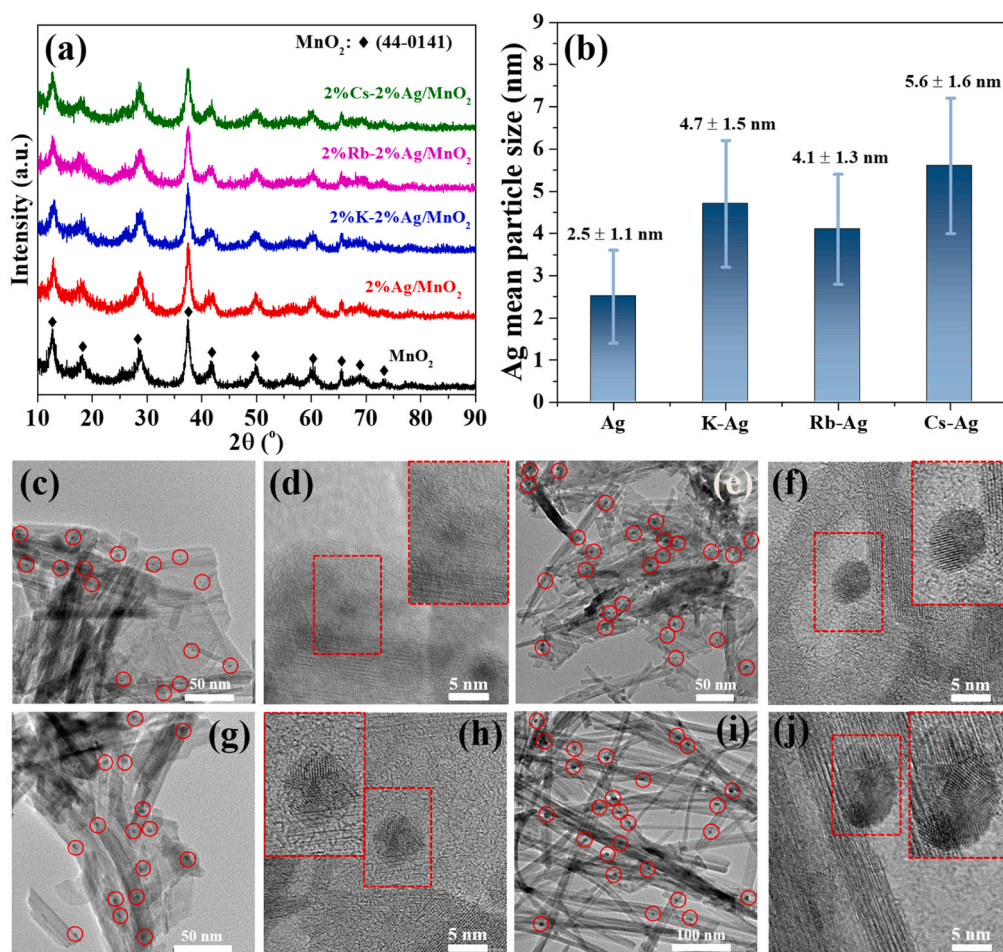 (a)
MnO₂: ♦ (44-0141)
2%Cs-2%Ag/MnO₂
2%Rb-2%Ag/MnO₂
2%K-2%Ag/MnO₂
2%Ag/MnO₂
MnO₂
Intensity (a.u.)
10 20 30 40 50 60 70 80 90
2θ (°)
(b)
Ag mean particle size (nm)
9
8
7
6
5
4
3
2
1
0
2.5 ± 1.1 nm
4.7 ± 1.5 nm
4.1 ± 1.3 nm
5.6 ± 1.6 nm
Ag K-Ag Rb-Ag Cs-Ag
(c)
50 nm
(d)
5 nm
(e)
50 nm
(f)
5 nm
(g)
50 nm
(h)
5 nm
(i)
100 nm
(j)
5 nm